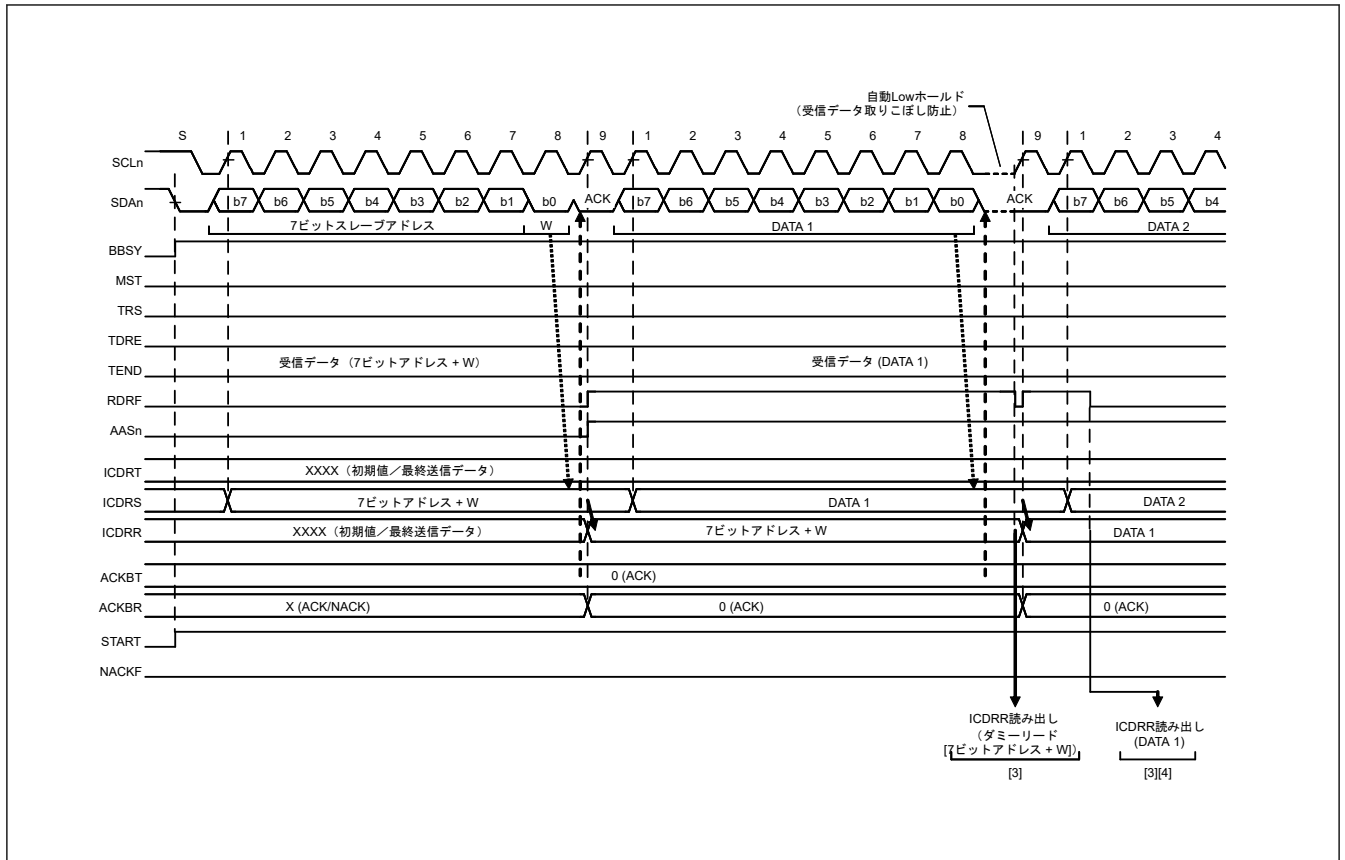 自動Lowホールド
（受信データ取りこぼし防止）
S 1 2 3 4 5 6 7 8 9 1 2 3 4 5 6 7 8 9 1 2 3 4
SCLn
SDAn b7 b6 b5 b4 b3 b2 b1 b0 ACK b7 b6 b5 b4 b3 b2 b1 b0 ACK b7 b6 b5 b4
7ビットスレーブアドレス W DATA 1 DATA 2
BBSY
MST
TRS
TDRE
受信データ（7ビットアドレス + W） 受信データ (DATA 1)
TEND
RDRF
AASn
ICDRT XXXX（初期値／最終送信データ）
ICDRS 7ビットアドレス + W DATA 1 DATA 2
ICDRR XXXX（初期値／最終送信データ） 7ビットアドレス + W DATA 1
ACKBT 0 (ACK)
ACKBR X (ACK/NACK) 0 (ACK) 0 (ACK)
START
NACKF
ICDRR読み出し
（ダミーリード
[7ビットアドレス + W]）
[3]
ICDRR読み出し
(DATA 1)
[3][4]